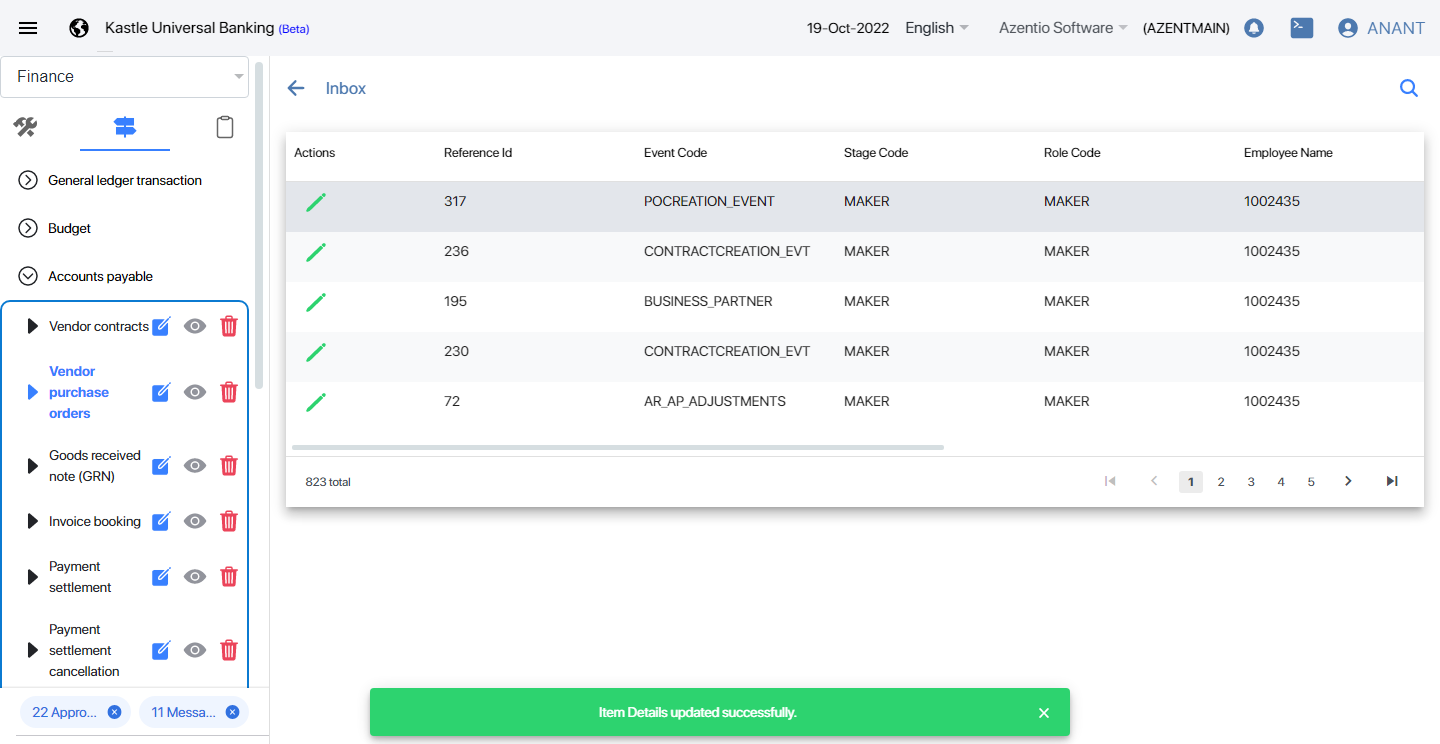 Kastle Universal Banking (Beta)
19-Oct-2022 English Azentio Software (AZENTMAIN) ANANT
Finance
General ledger transaction
Budget
Accounts payable
Vendor contracts
Vendor
purchase
orders
Goods received
note (GRN)
Invoice booking
Payment
settlement
Payment
settlement
cancellation
22 Appro...
11 Messa...
Inbox
Actions Reference Id Event Code Stage Code Role Code Employee Name
317 POCREATION_EVENT MAKER MAKER 1002435
236 CONTRACTCREATION_EVT MAKER MAKER 1002435
195 BUSINESS_PARTNER MAKER MAKER 1002435
230 CONTRACTCREATION_EVT MAKER MAKER 1002435
72 AR_AP_ADJUSTMENTS MAKER MAKER 1002435
823 total
1 2 3 4 5
Item Details updated successfully.